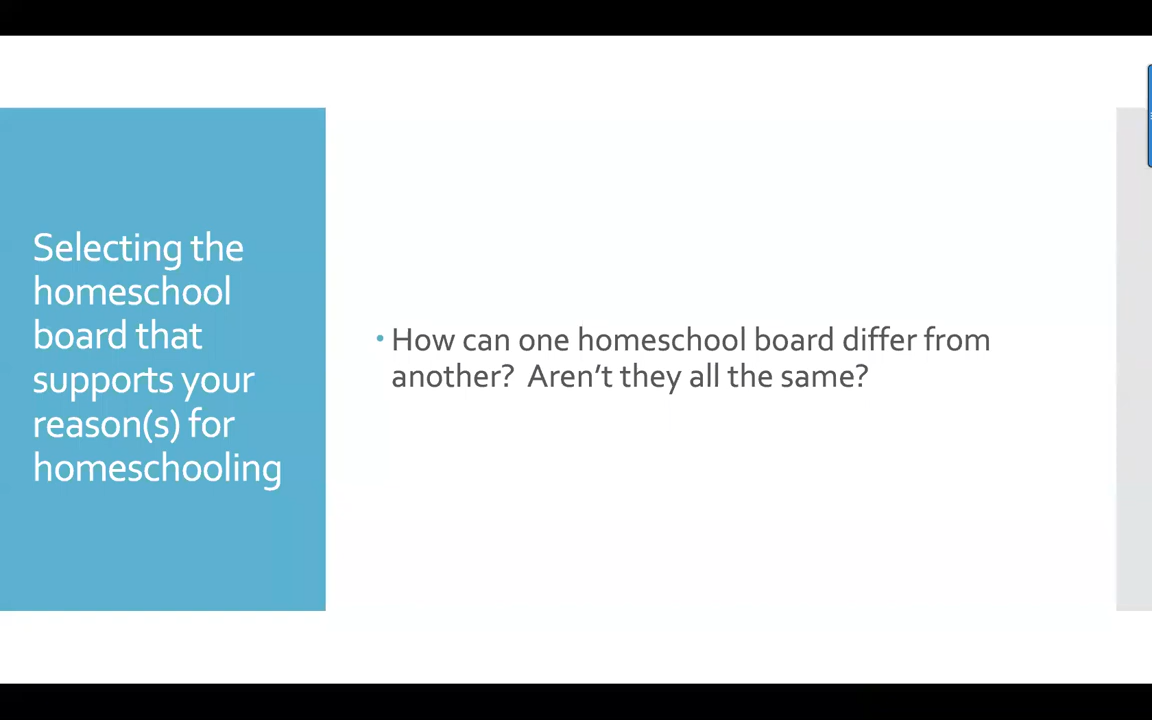 Selecting the
homeschool
board that
supports your
reason(s) for
homeschooling
• How can one homeschool board differ from
another?  Aren’t they all the same?